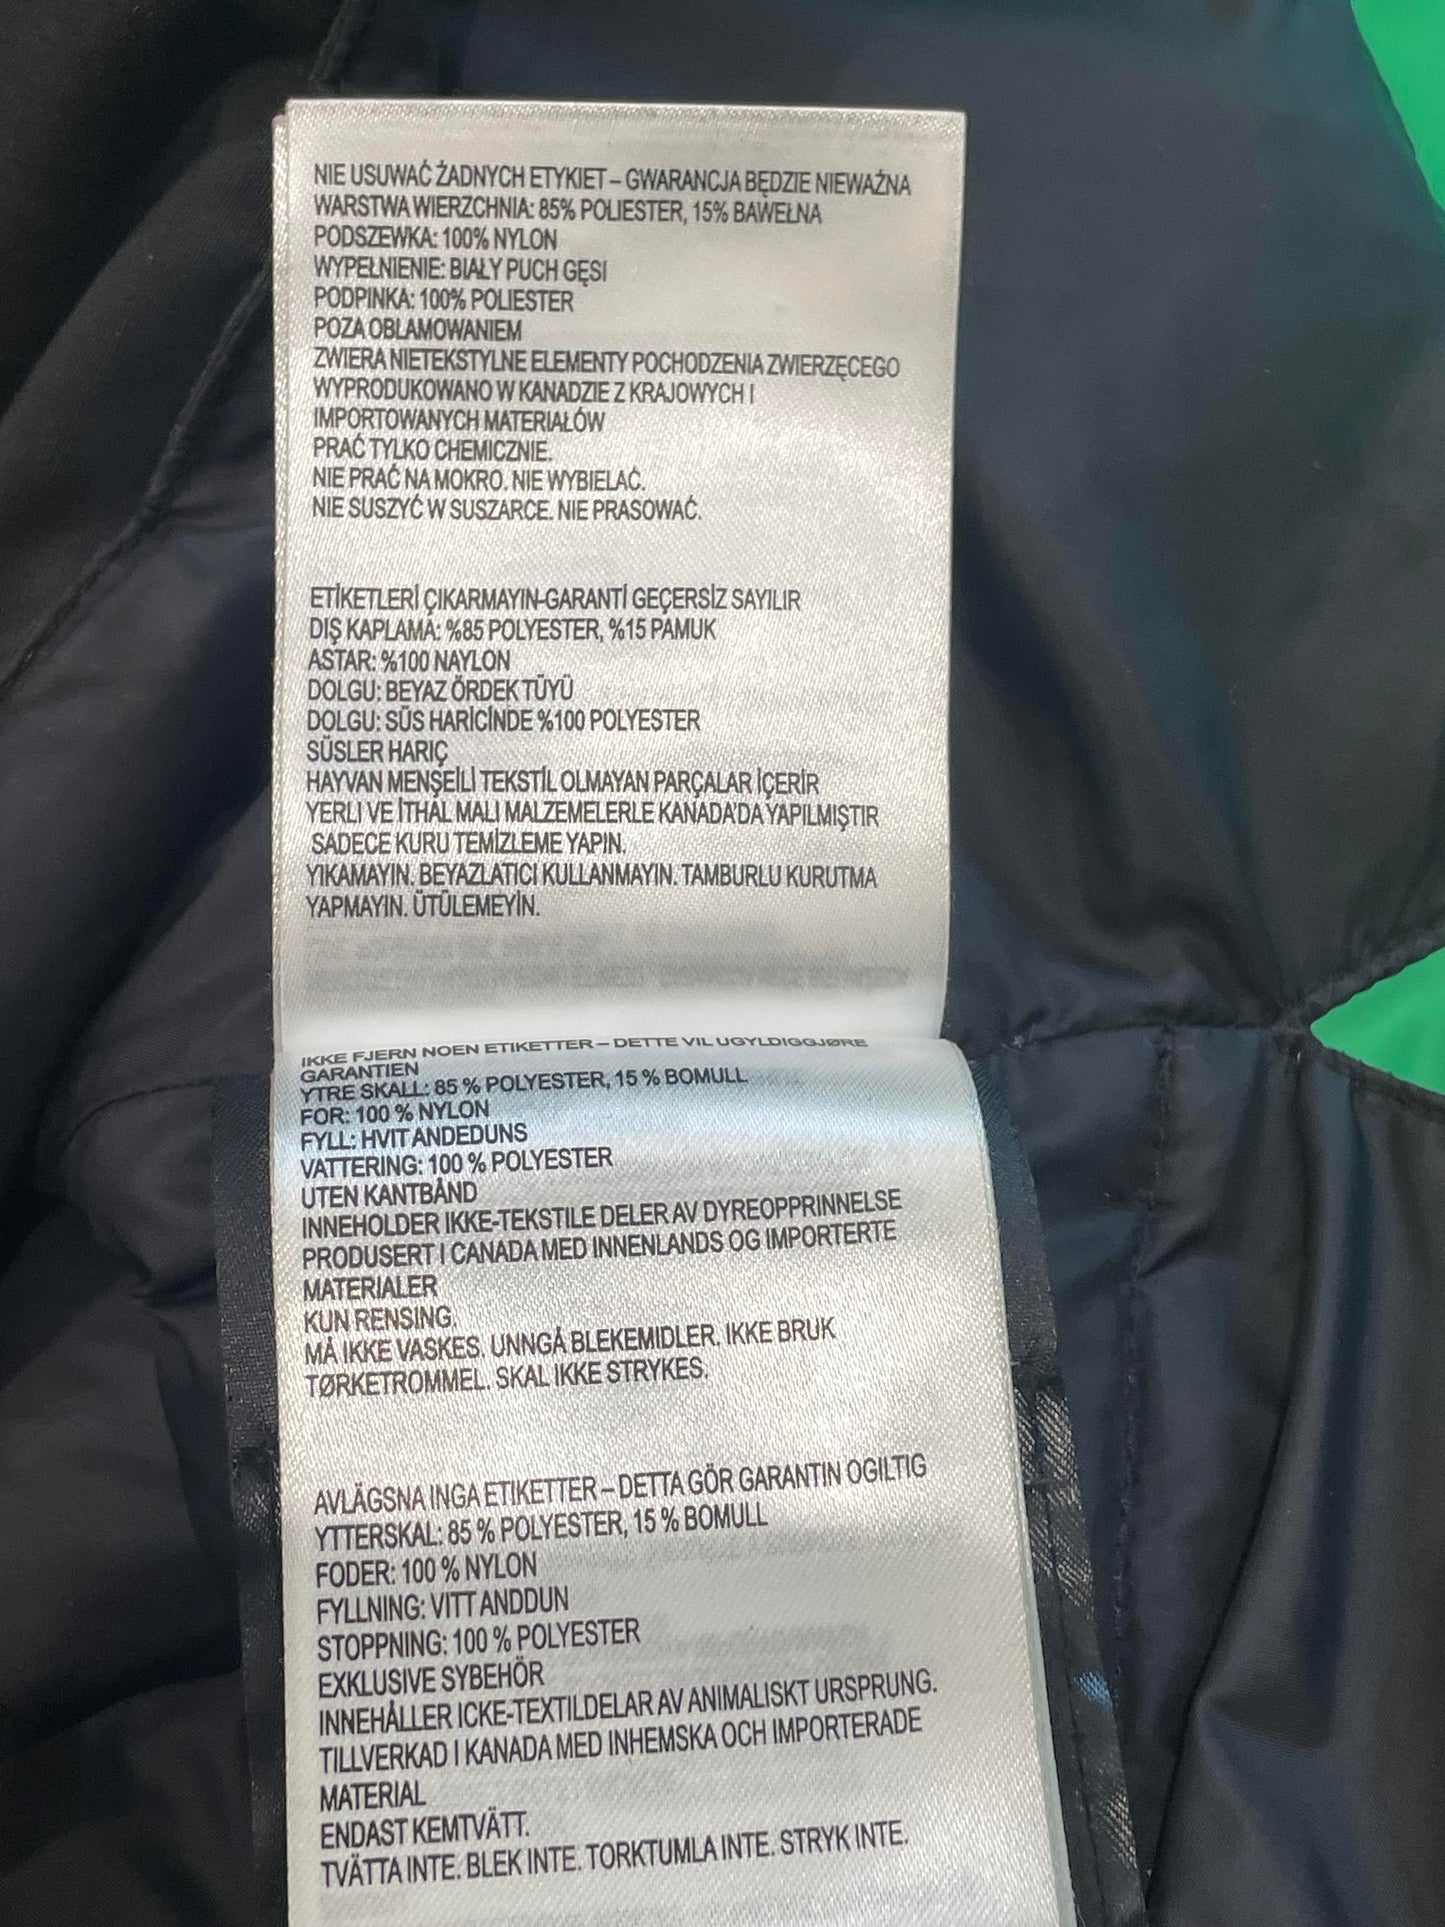 NIE USUWAĆ ŻADNYCH ETYKIET – GWARANCJA BĘDZIE NIEWAŻNA
WARSTWA WIERZCHNIA: 85% POLIESTER, 15% BAWEŁNA
PODSZEWKA: 100% NYLON
WYPEŁNIENIE: BIAŁY PUCH GĘSI
PODPINKA: 100% POLIESTER
POZA OBLAMOWANIEM
ZWIERA NIETEKSTYLNE ELEMENTY POCHODZENIA ZWIERZĘCEGO
WYPRODUKOWANO W KANADZIE Z KRAJOWYCH I
IMPORTOWANYCH MATERIAŁÓW
PRAĆ TYLKO CHEMICZNIE.
NIE PRAĆ NA MOKRO. NIE WYBIELAĆ.
NIE SUSZYĆ W SUSZARCE. NIE PRASOWAĆ.
ETİKETLERİ ÇIKARMAYIN-GARANTİ GEÇERSİZ SAYILIR
DIŞ KAPLAMA: %85 POLYESTER, %15 PAMUK
ASTAR: %100 NAYLON
DOLGU: BEYAZ ÖRDEK TÜYÜ
DOLGU: SÜS HARİCİNDE %100 POLYESTER
SÜSLER HARIÇ
HAYVAN MENŞEİLİ TEKSTİL OLMAYAN PARÇALAR İÇERİR
YERLI VE İTHAL MALI MALZEMELERLE KANADA'DA YAPILMIŞTIR
SADECE KURU TEMİZLEME YAPIN.
YIKAMAYIN. BEYAZLATICI KULLANMAYIN. TAMBURLU KURUTMA
YAPMAYIN. ÜTÜLEMEYİN.
IKKE FJERN NOEN ETIKETTER – DETTE VIL UGYLDIGGJØRE
GARANTIEN
YTRE SKALL: 85 % POLYESTER, 15 % BOMULL
FOR: 100 % NYLON
FYLL: HVIT ANDEDUNS
VATTERING: 100 % POLYESTER
UTEN KANTBÅND
INNEHOLDER IKKE-TEKSTILE DELER AV DYREOPPRINNELSE
PRODUSERT I CANADA MED INNENLANDS OG IMPORTERTE
MATERIALER
KUN RENSING.
MÅ IKKE VASKES. UNNGÅ BLEKEMIDLER. IKKE BRUK
TØRKETROMMEL. SKAL IKKE STRYKES.
AVLÄGSNA INGA ETIKETTER – DETTA GÖR GARANTIN OGILTIG
YTTERSKAL: 85 % POLYESTER, 15 % BOMULL
FODER: 100 % NYLON
FYLLNING: VITT ANDDUN
STOPPNING: 100 % POLYESTER
EXKLUSIVE SYBEHÖR
INNEHÅLLER ICKE-TEXTILDELAR AV ANIMALISKT URSPRUNG.
TILLVERKAD I KANADA MED INHEMSKA OCH IMPORTERADE
MATERIAL
ENDAST KEMTVÄTT.
TVÄTTA INTE. BLEK INTE. TORKTUMLA INTE. STRYK INTE.